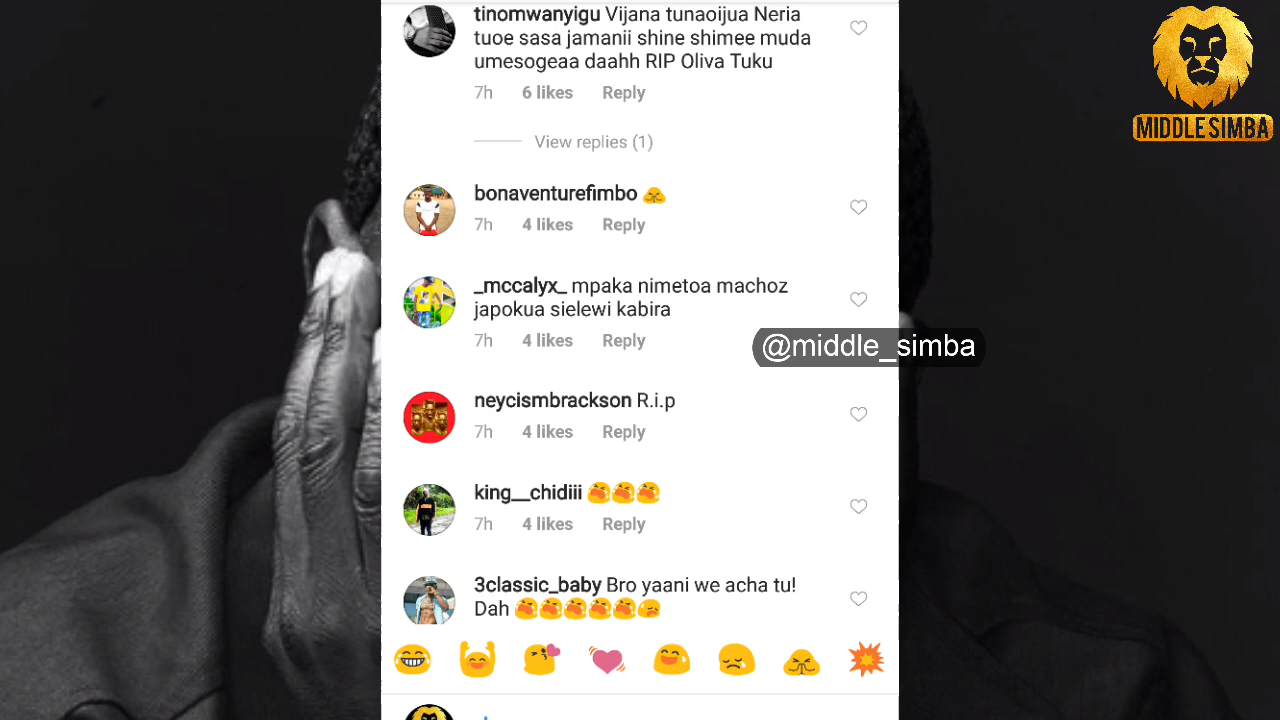 tinomwanyigu Vijana tunaoijua Neria
tuoe sasa jamanii shine shimee muda
umesogeaa daahh RIP Oliva Tuku
7h 6 likes Reply
View replies (1)
bonaventurefimbo 🙏
7h 4 likes Reply
_mccalyx_ mpaka nimetoa machoz
japokua sielewi kabira
7h 4 likes Reply
@middle_simba
neycismbrackson R.i.p
7h 4 likes Reply
king__chidiii 😭😭😭
7h 4 likes Reply
3classic_baby Bro yaani we acha tu!
Dah 😭😭😭😭😭😪
MIDDLE SIMBA